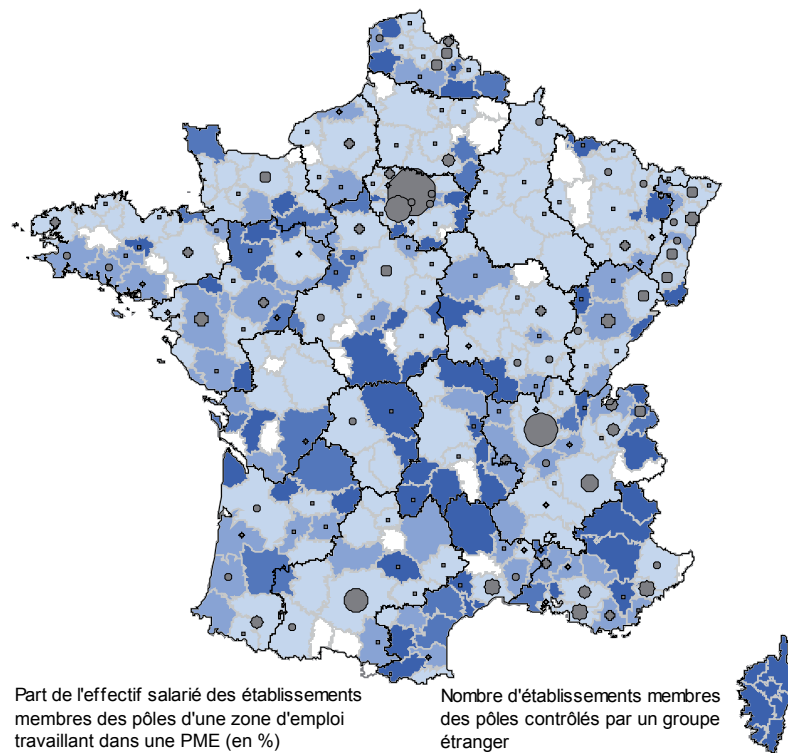 Part de l'effectif salarié des établissements
membres des pôles d'une zone d'emploi
travaillant dans une PME (en %)
Nombre d'établissements membres
des pôles contrôlés par un groupe
étranger